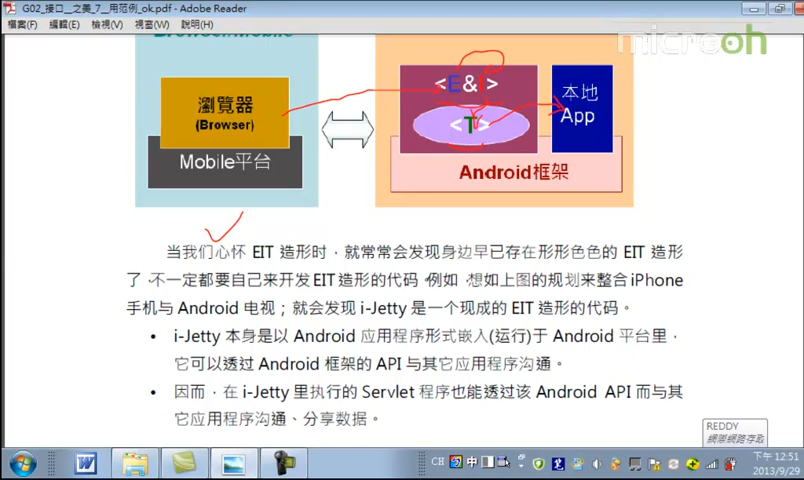 G02_接口__之美_7__用范例_ok.pdf - Adobe Reader
檔案(F) 編輯(E) 檢視(V) 視窗(W) 說明(H)
microoh
<E&I>
瀏覽器
(Browser)
本地
App
<T>
Mobile平台
Android框架
当我们心怀 EIT 造形时，就常常会发现身边早已存在形形色色的 EIT 造形
了，不一定都要自己来开发EIT造形的代码。例如，想如上图的规划来整合iPhone
手机与 Android 电视；就会发现 i-Jetty 是一个现成的 EIT 造形的代码。
• i-Jetty 本身是以 Android 应用程序形式嵌入(运行)于 Android 平台里，
它可以透过 Android 框架的 API 与其它应用程序沟通。
• 因而，在 i-Jetty 里执行的 Servlet 程序也能透过该 Android API 而与其
它应用程序沟通、分享数据。
REDDY
網際網路存取
CH 中
下午 12:51
2013/9/29